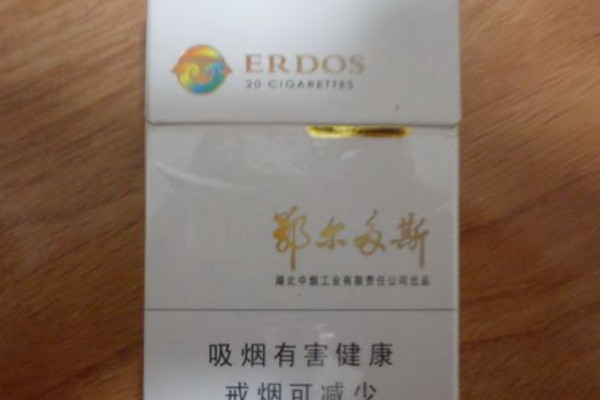 ERDOS
20 CIGARETTES
鄂尔多斯
湖北中烟工业有限责任公司出品
吸烟有害健康
戒烟可减少